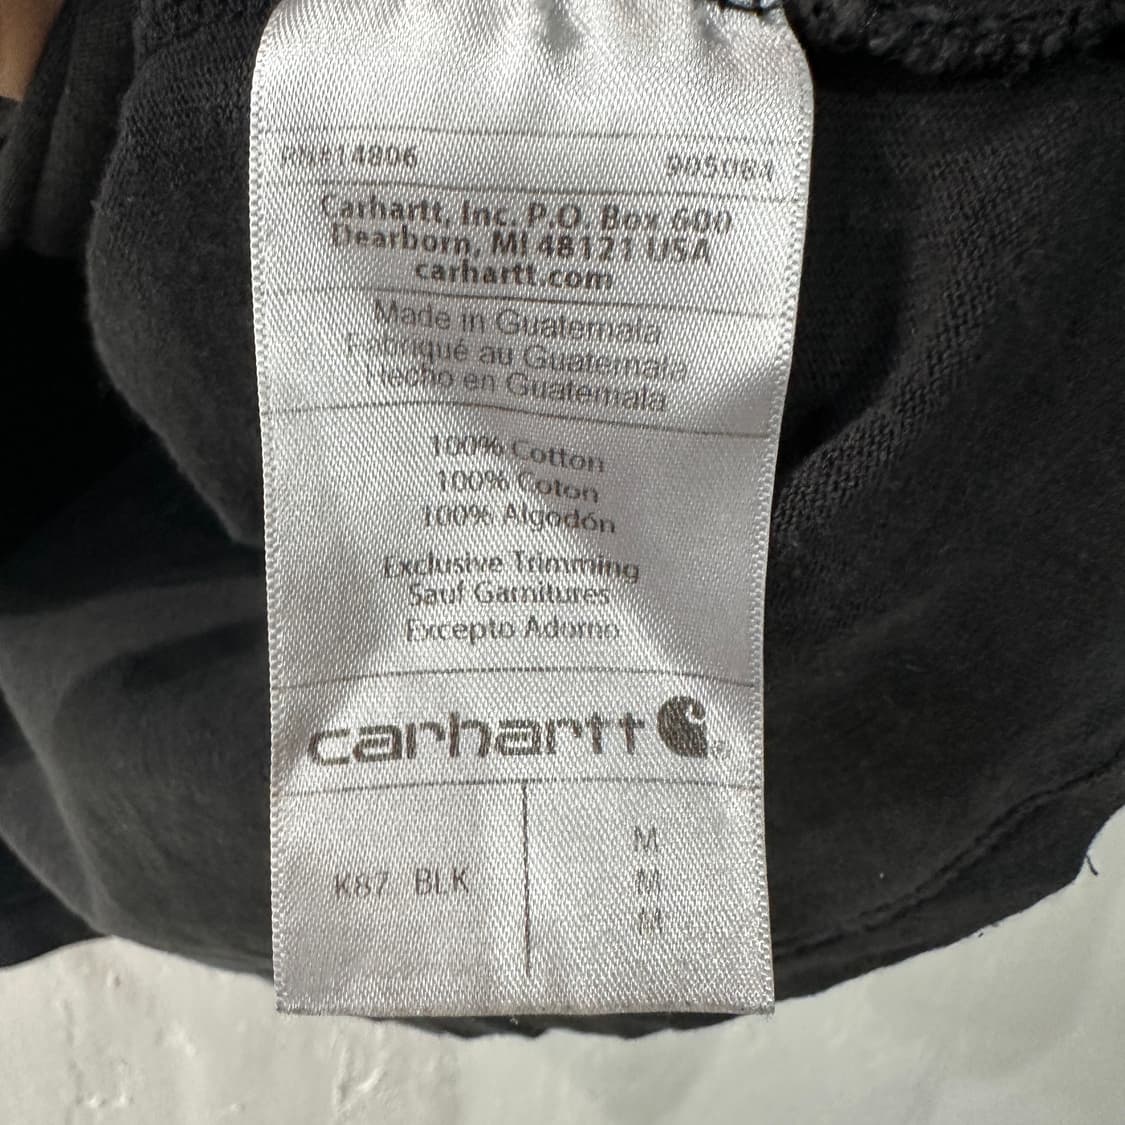 RN#14806 005084
Carhartt, Inc. P.O. Box 600
Dearborn, MI 48121 USA
carhartt.com
Made in Guatemala
Fabriqué au Guatemala
Hecho en Guatemala
100% Cotton
100% Coton
100% Algodón
Exclusive Trimming
Sauf Garnitures
Excepto Adorno
carhartt
K87 BLK
M
M
M